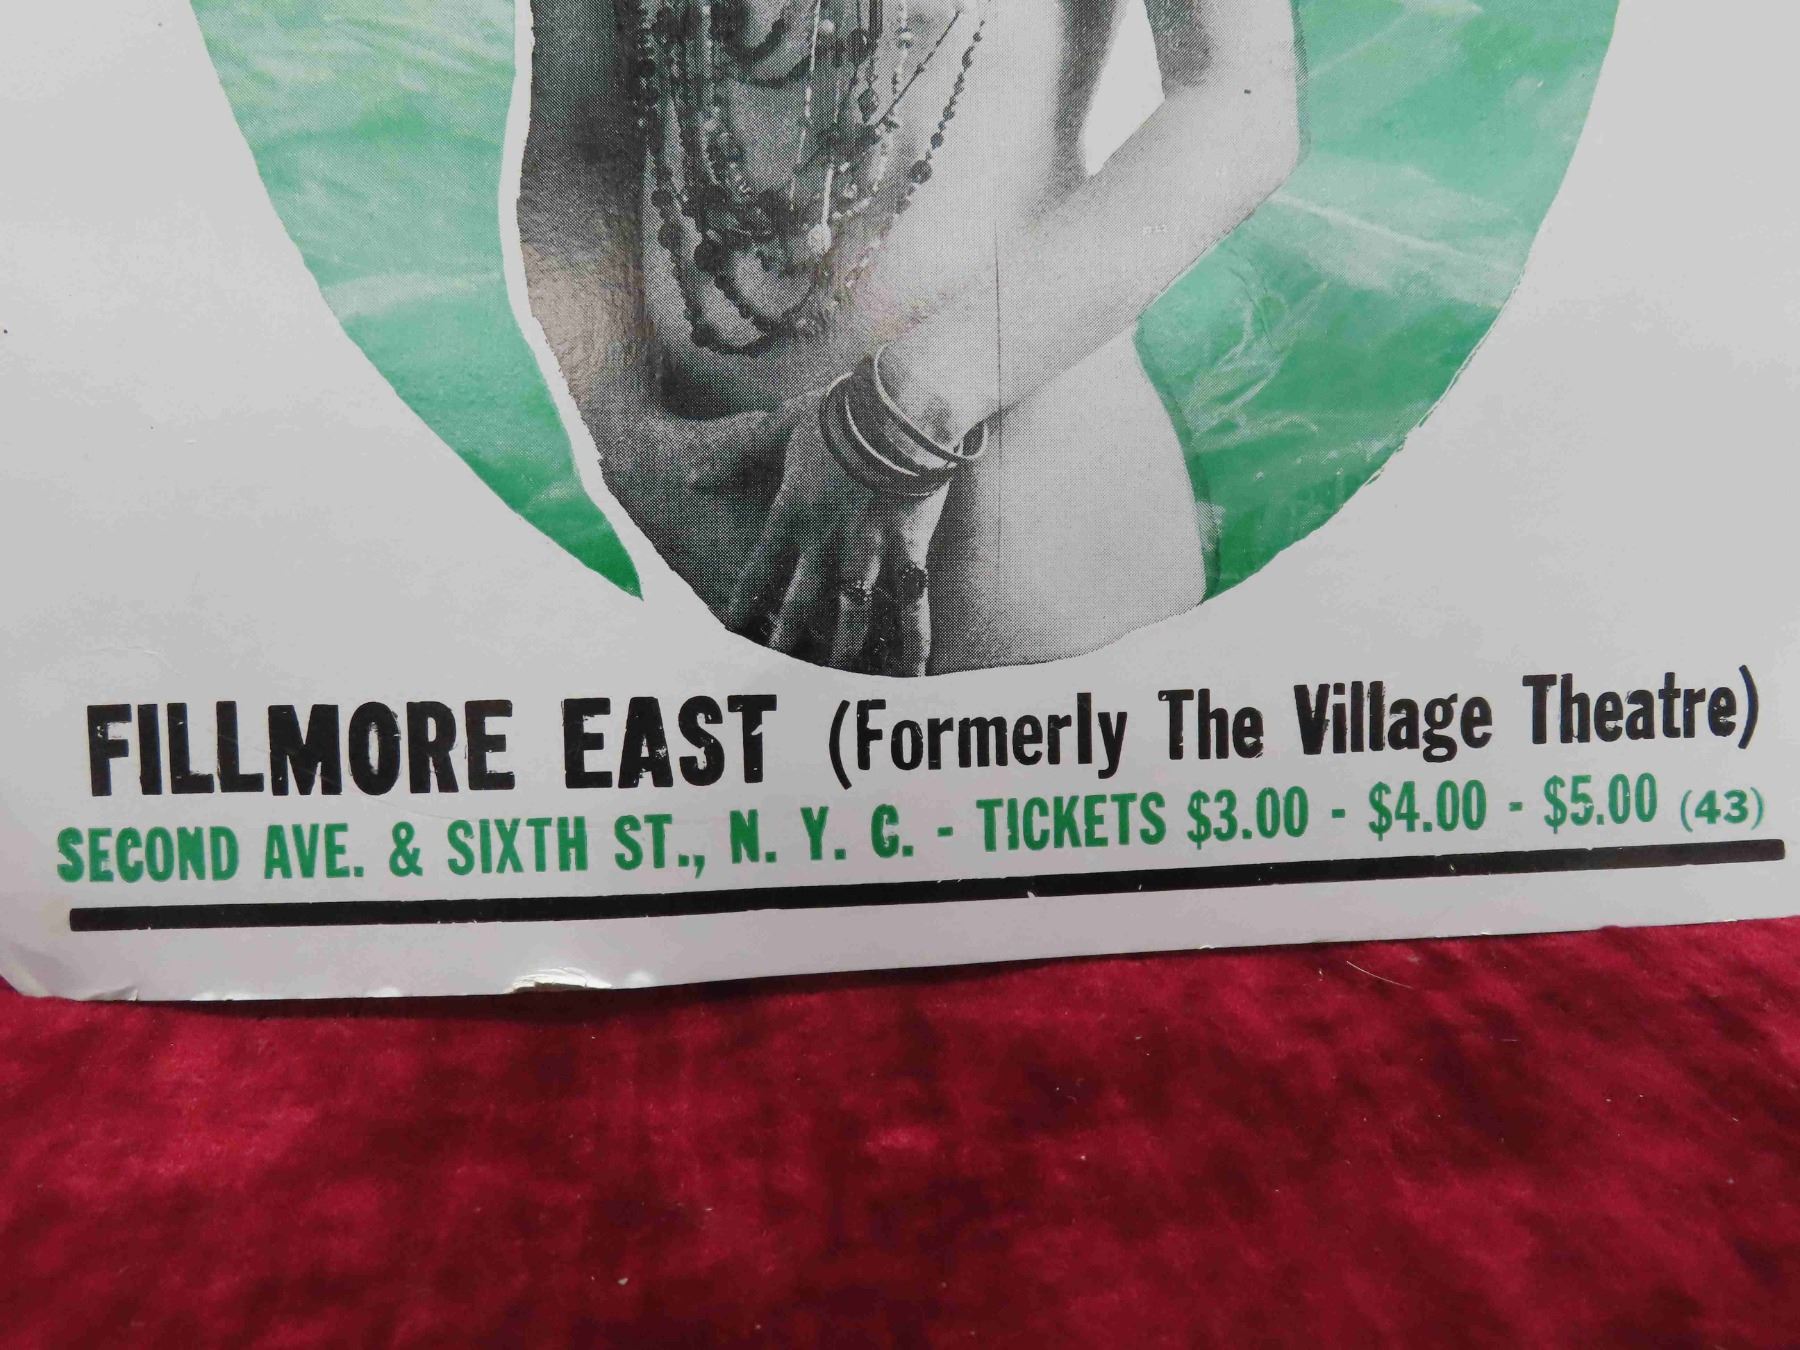 FILLMORE EAST (Formerly The Village Theatre)
SECOND AVE. & SIXTH ST., N. Y. C. - TICKETS $3.00 - $4.00 - $5.00 (43)